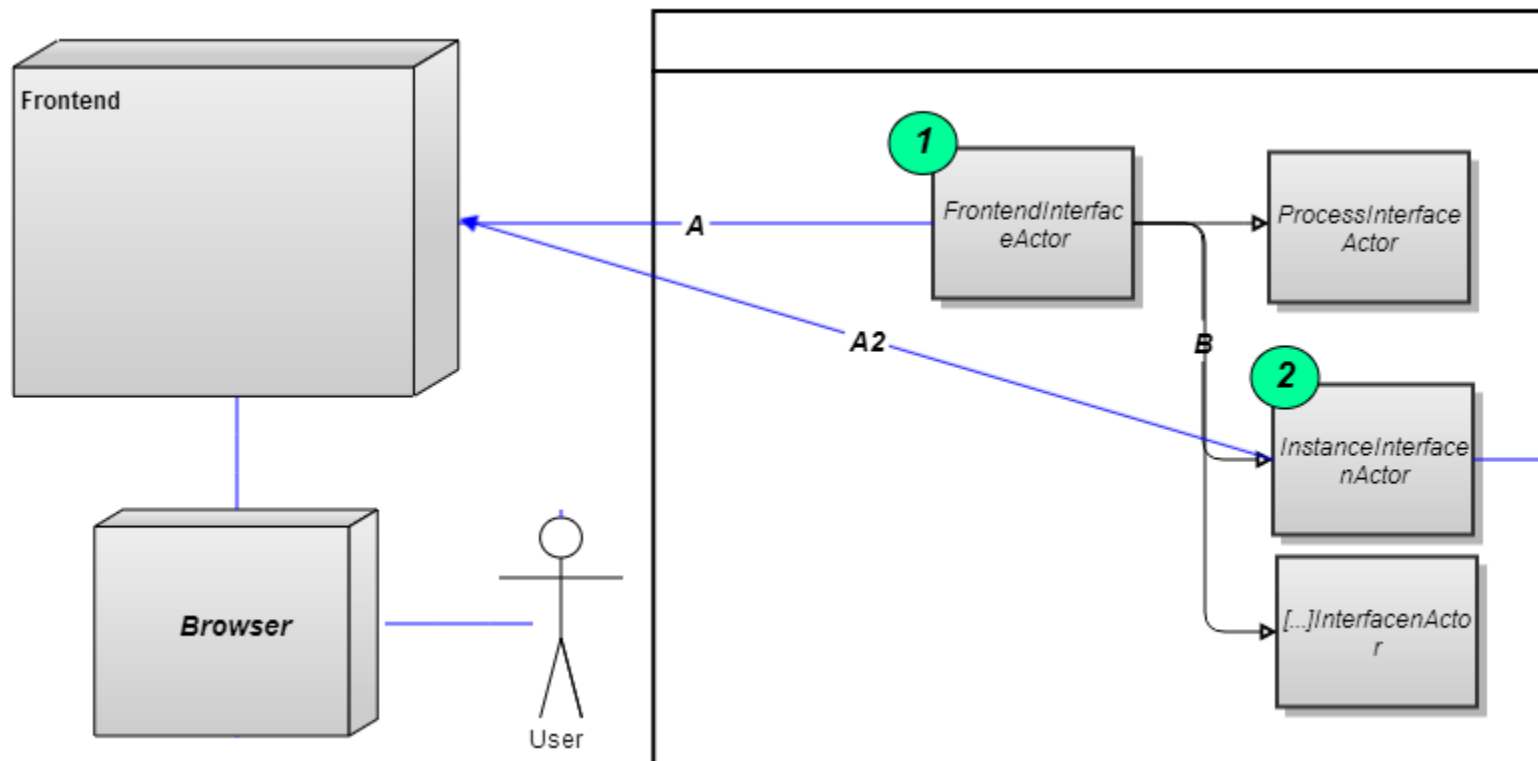 Frontend
1
FrontendInterfac
eActor
ProcessInterface
Actor
A
A2
B
2
InstanceInterface
nActor
Browser
[...]InterfacenActo
r
User